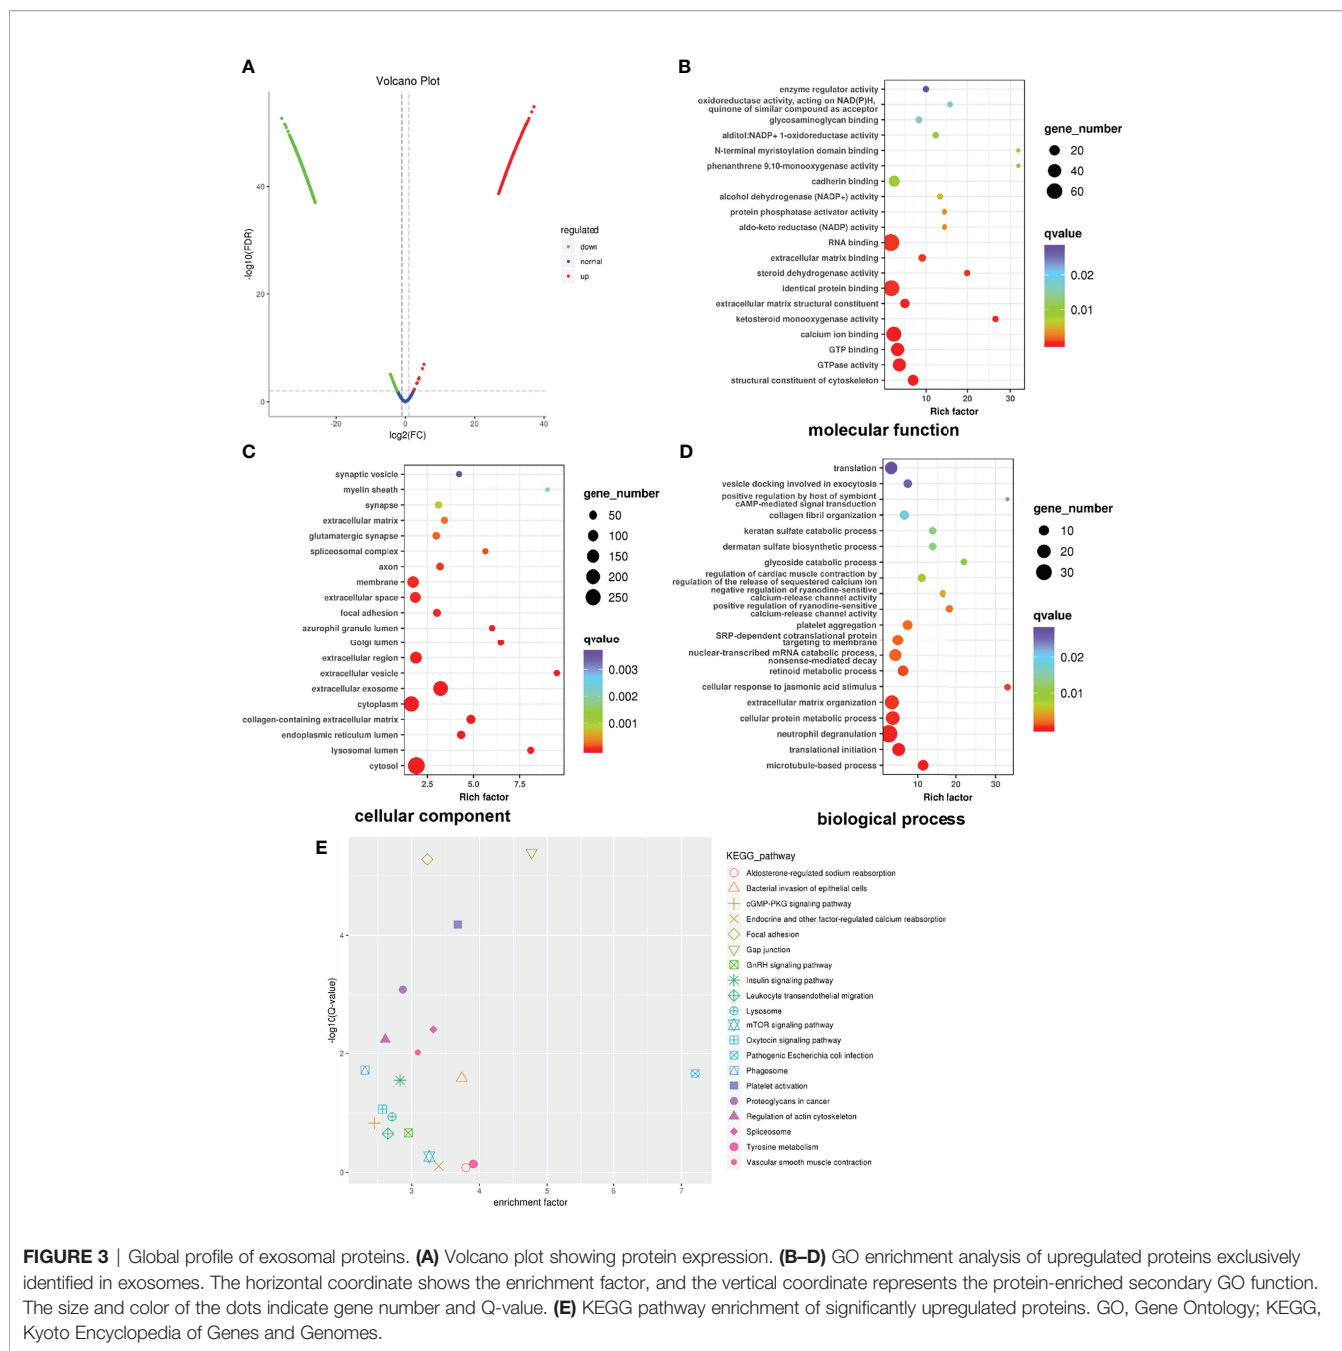 A
Volcano Plot
-log10(FDR)
40
20
0
-20
0
20
40
log2(FC)
regulated
down
normal
up
B
enzyme regulator activity
oxidoreductase activity, acting on NAD(P)H,
quinone of similar compound as acceptor
glycosaminoglycan binding
alditol:NADP+ 1-oxidoreductase activity
N-terminal myristoylation domain binding
phenanthrene 9,10-monooxygenase activity
cadherin binding
alcohol dehydrogenase (NADP+) activity
protein phosphatase activator activity
aldo-keto reductase (NADP) activity
RNA binding
extracellular matrix binding
steroid dehydrogenase activity
identical protein binding
extracellular matrix structural constituent
ketosteroid monooxygenase activity
calcium ion binding
GTP binding
GTPase activity
structural constituent of cytoskeleton
10
20
30
Rich factor
molecular function
gene_number
20
40
60
qvalue
0.02
0.01
C
synaptic vesicle
myelin sheath
synapse
extracellular matrix
glutamatergic synapse
spliceosomal complex
axon
membrane
extracellular space
focal adhesion
azurophil granule lumen
Golgi lumen
extracellular region
extracellular vesicle
extracellular exosome
cytoplasm
collagen-containing extracellular matrix
endoplasmic reticulum lumen
lysosomal lumen
cytosol
2.5
5.0
7.5
Rich factor
cellular component
gene_number
50
100
150
200
250
qvalue
0.003
0.002
0.001
D
translation
vesicle docking involved in exocytosis
positive regulation by host of symbiont
cAMP-mediated signal transduction
collagen fibril organization
keratan sulfate catabolic process
dermatan sulfate biosynthetic process
glycoside catabolic process
regulation of cardiac muscle contraction by
regulation of the release of sequestered calcium ion
negative regulation of ryanodine-sensitive
calcium-release channel activity
positive regulation of ryanodine-sensitive
calcium-release channel activity
platelet aggregation
SRP-dependent cotranslational protein
targeting to membrane
nuclear-transcribed mRNA catabolic process,
nonsense-mediated decay
retinoid metabolic process
cellular response to jasmonic acid stimulus
extracellular matrix organization
cellular protein metabolic process
neutrophil degranulation
translational initiation
microtubule-based process
10
20
30
Rich factor
biological process
gene_number
10
20
30
qvalue
0.02
0.01
E
-log10(Q-value)
4
2
0
3
4
5
6
7
enrichment factor
KEGG_pathway
Aldosterone-regulated sodium reabsorption
Bacterial invasion of epithelial cells
cGMP-PKG signaling pathway
Endocrine and other factor-regulated calcium reabsorption
Focal adhesion
Gap junction
GnRH signaling pathway
Insulin signaling pathway
Leukocyte transendothelial migration
Lysosome
mTOR signaling pathway
Oxytocin signaling pathway
Pathogenic Escherichia coli infection
Phagosome
Platelet activation
Proteoglycans in cancer
Regulation of actin cytoskeleton
Spliceosome
Tyrosine metabolism
Vascular smooth muscle contraction
FIGURE 3 | Global profile of exosomal proteins. (A) Volcano plot showing protein expression. (B–D) GO enrichment analysis of upregulated proteins exclusively
identified in exosomes. The horizontal coordinate shows the enrichment factor, and the vertical coordinate represents the protein-enriched secondary GO function.
The size and color of the dots indicate gene number and Q-value. (E) KEGG pathway enrichment of significantly upregulated proteins. GO, Gene Ontology; KEGG,
Kyoto Encyclopedia of Genes and Genomes.